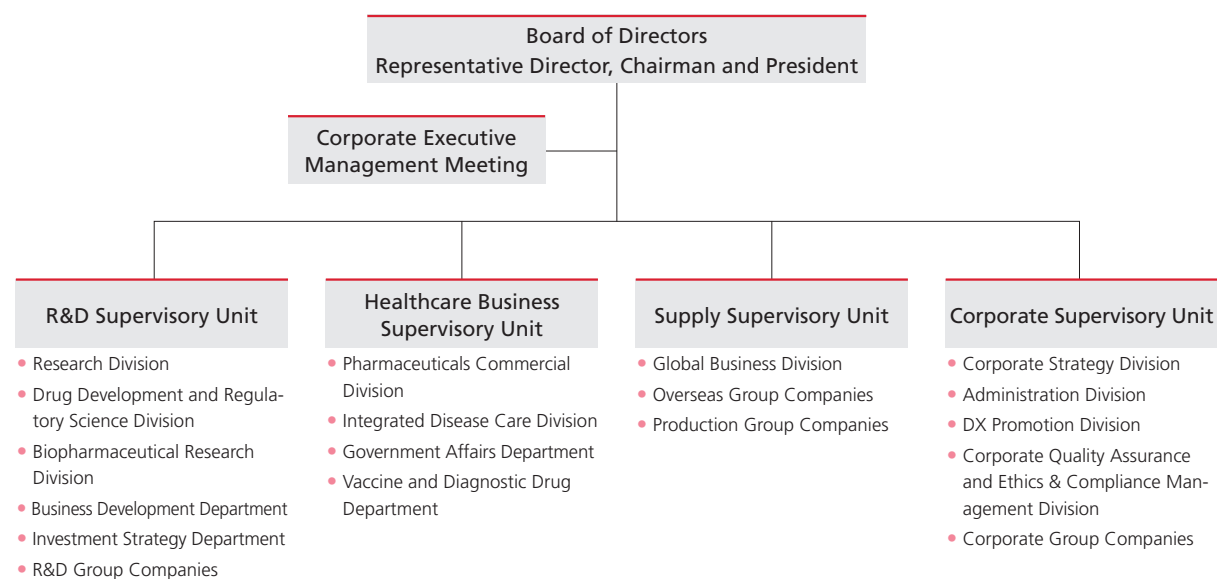 Board of Directors
Representative Director, Chairman and President
Corporate Executive
Management Meeting
R&D Supervisory Unit
• Research Division
• Drug Development and Regula-
tory Science Division
• Biopharmaceutical Research
Division
• Business Development Department
• Investment Strategy Department
• R&D Group Companies
Healthcare Business
Supervisory Unit
• Pharmaceuticals Commercial
Division
• Integrated Disease Care Division
• Government Affairs Department
• Vaccine and Diagnostic Drug
Department
Supply Supervisory Unit
• Global Business Division
• Overseas Group Companies
• Production Group Companies
Corporate Supervisory Unit
• Corporate Strategy Division
• Administration Division
• DX Promotion Division
• Corporate Quality Assurance
and Ethics & Compliance Man-
agement Division
• Corporate Group Companies